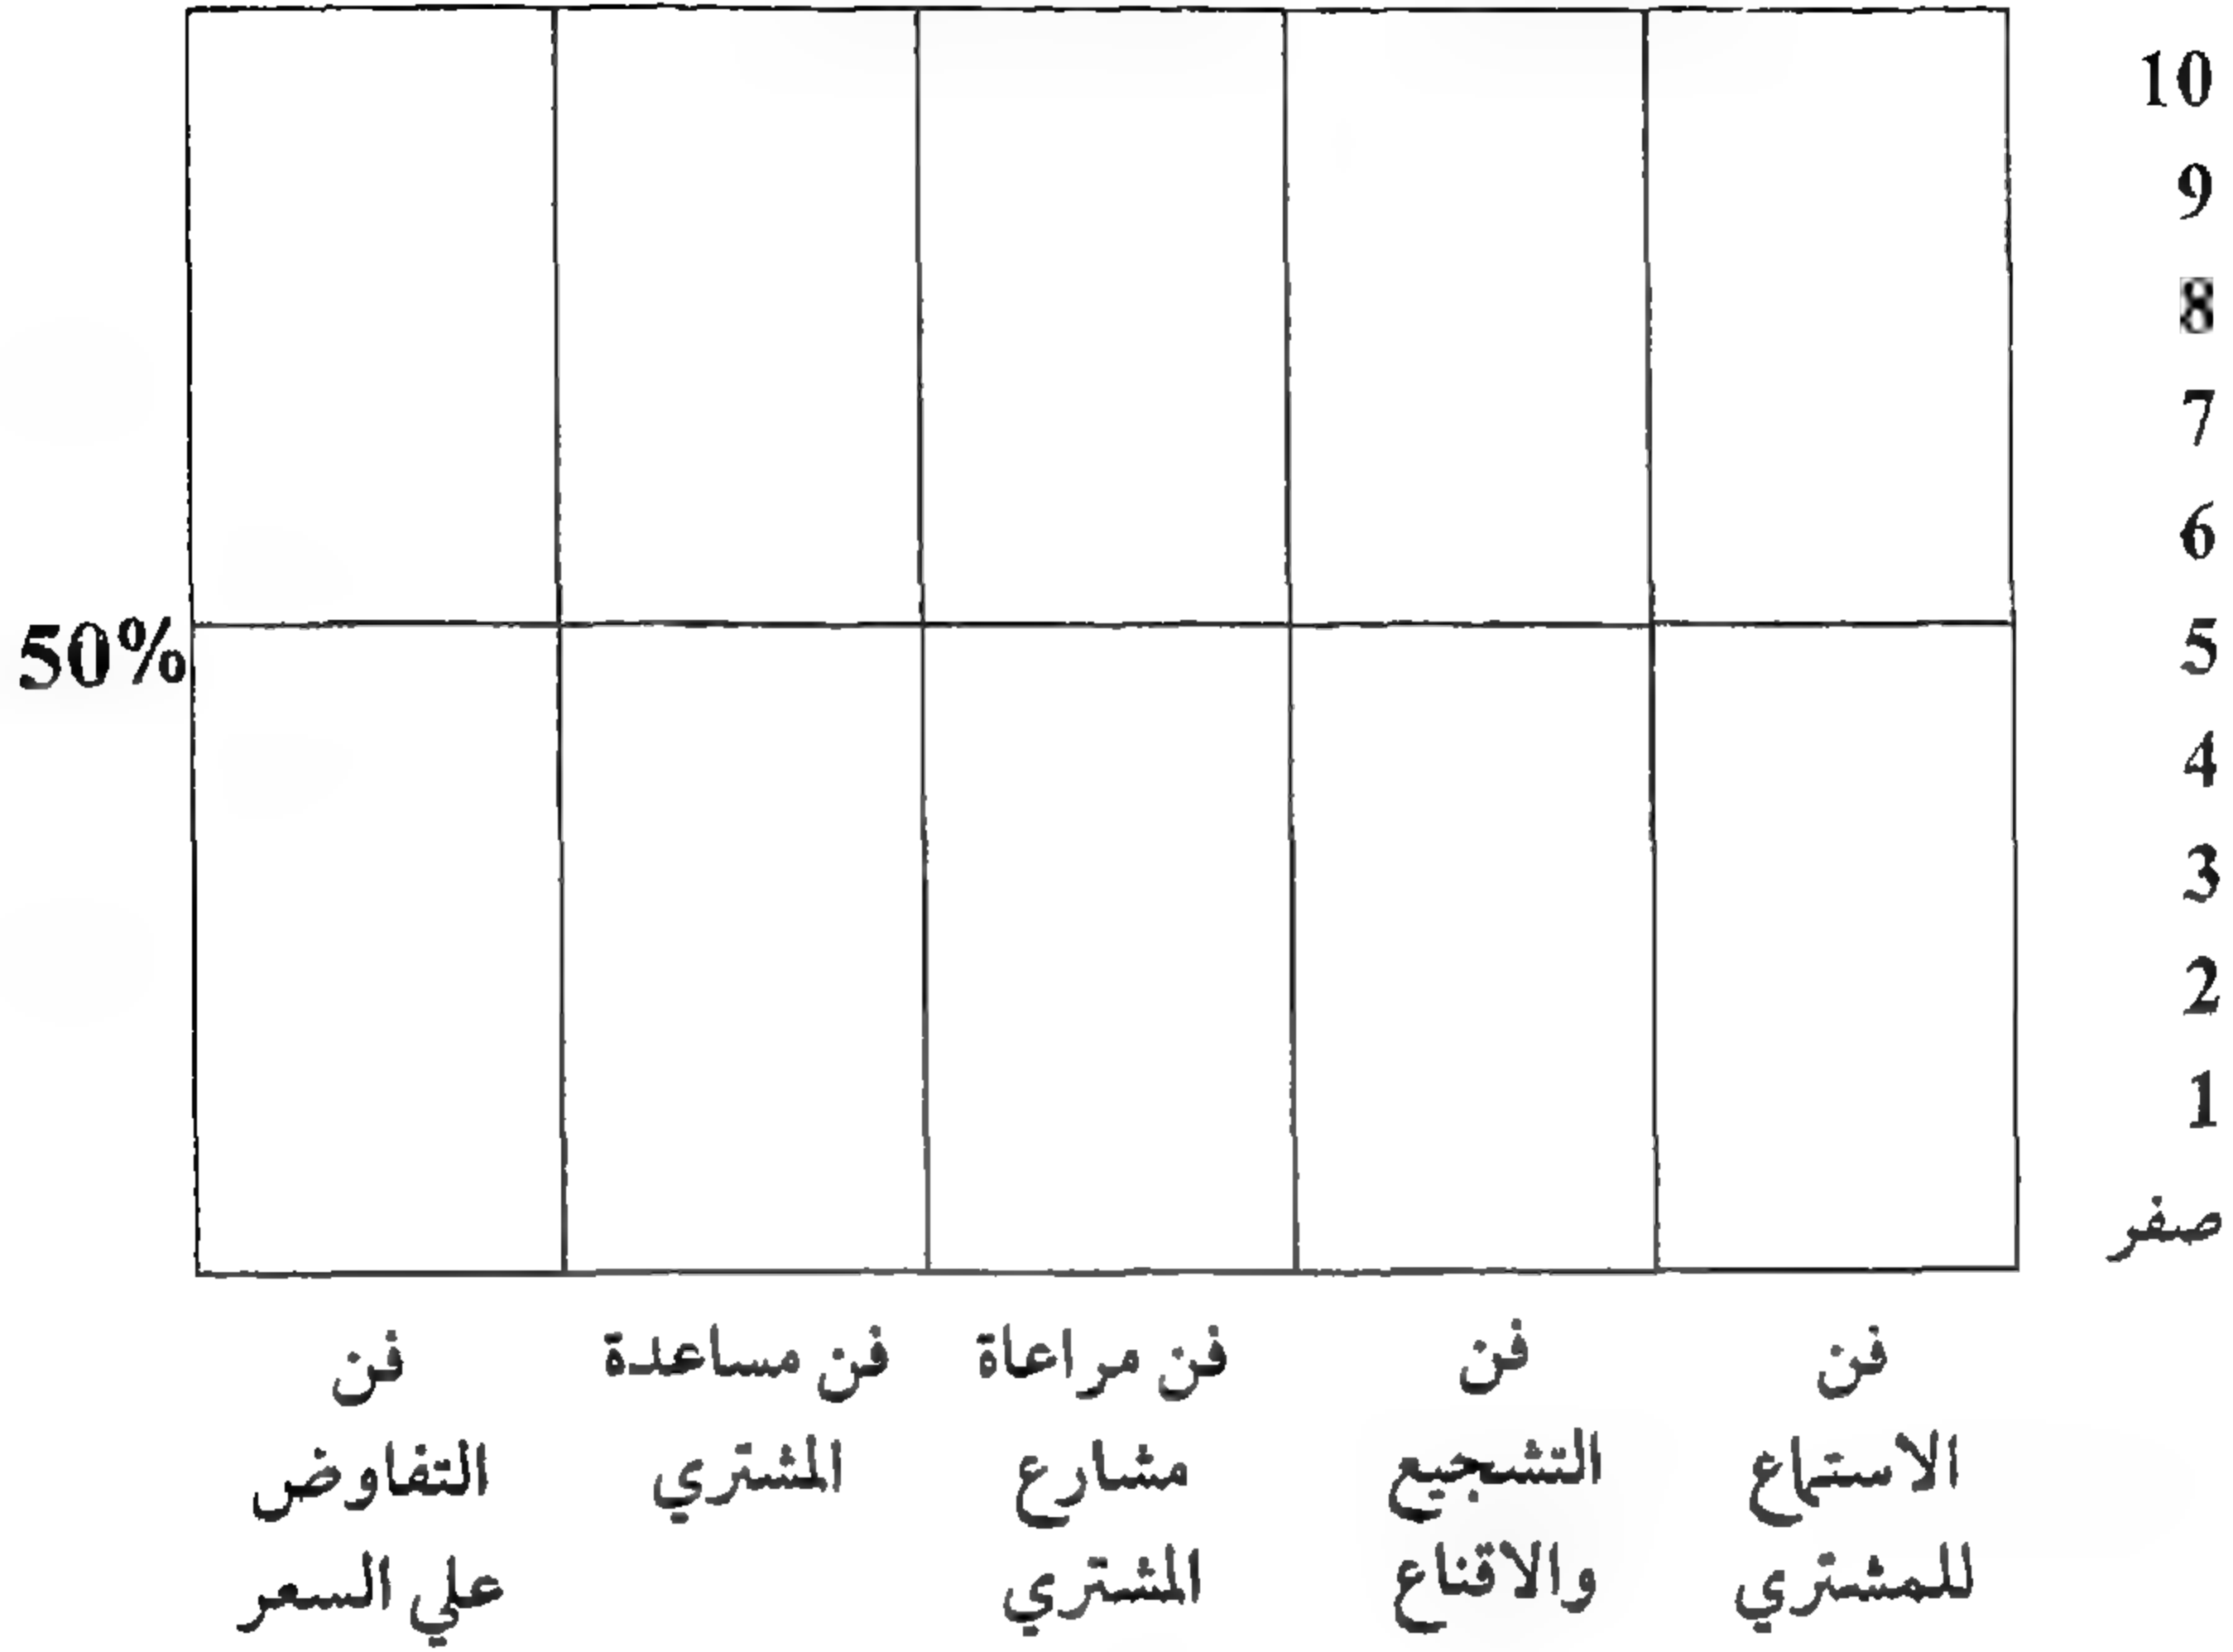 10
9
8
7
6
5
50%
4
3
2
1
صفر
فن
الاستماع
للمشتري
فن
التشجيع
والاقناع
فن مراعاة
مشارع
المشتري
فن مساعدة
المشتري
فن
التفاوض
علي السعر